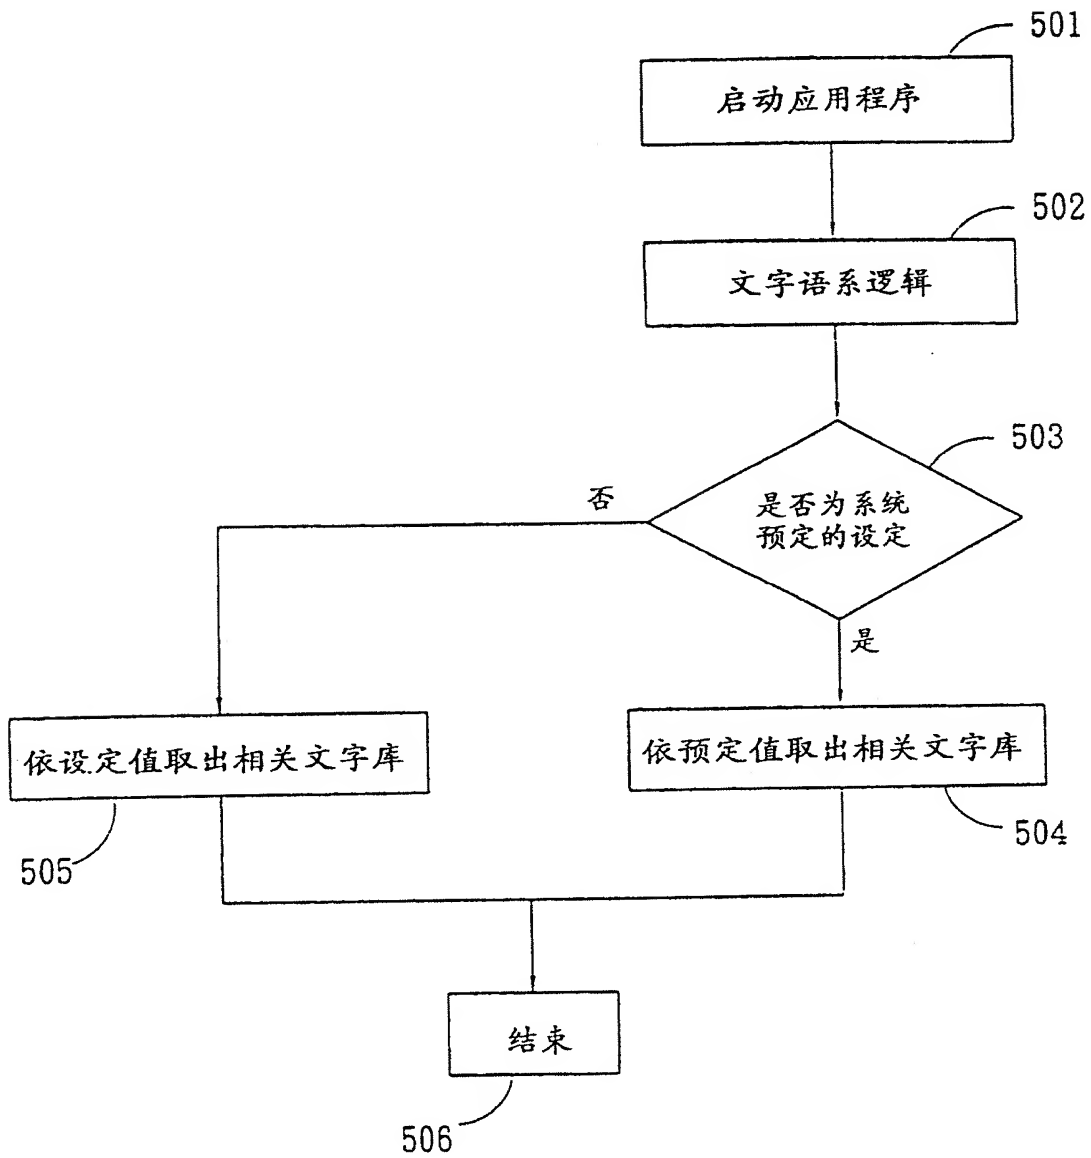 501
启动应用程序
502
文字语系逻辑
503
是否为系统
预定的设定
否
是
依设定值取出相关文字库
依预定值取出相关文字库
505
504
结束
506